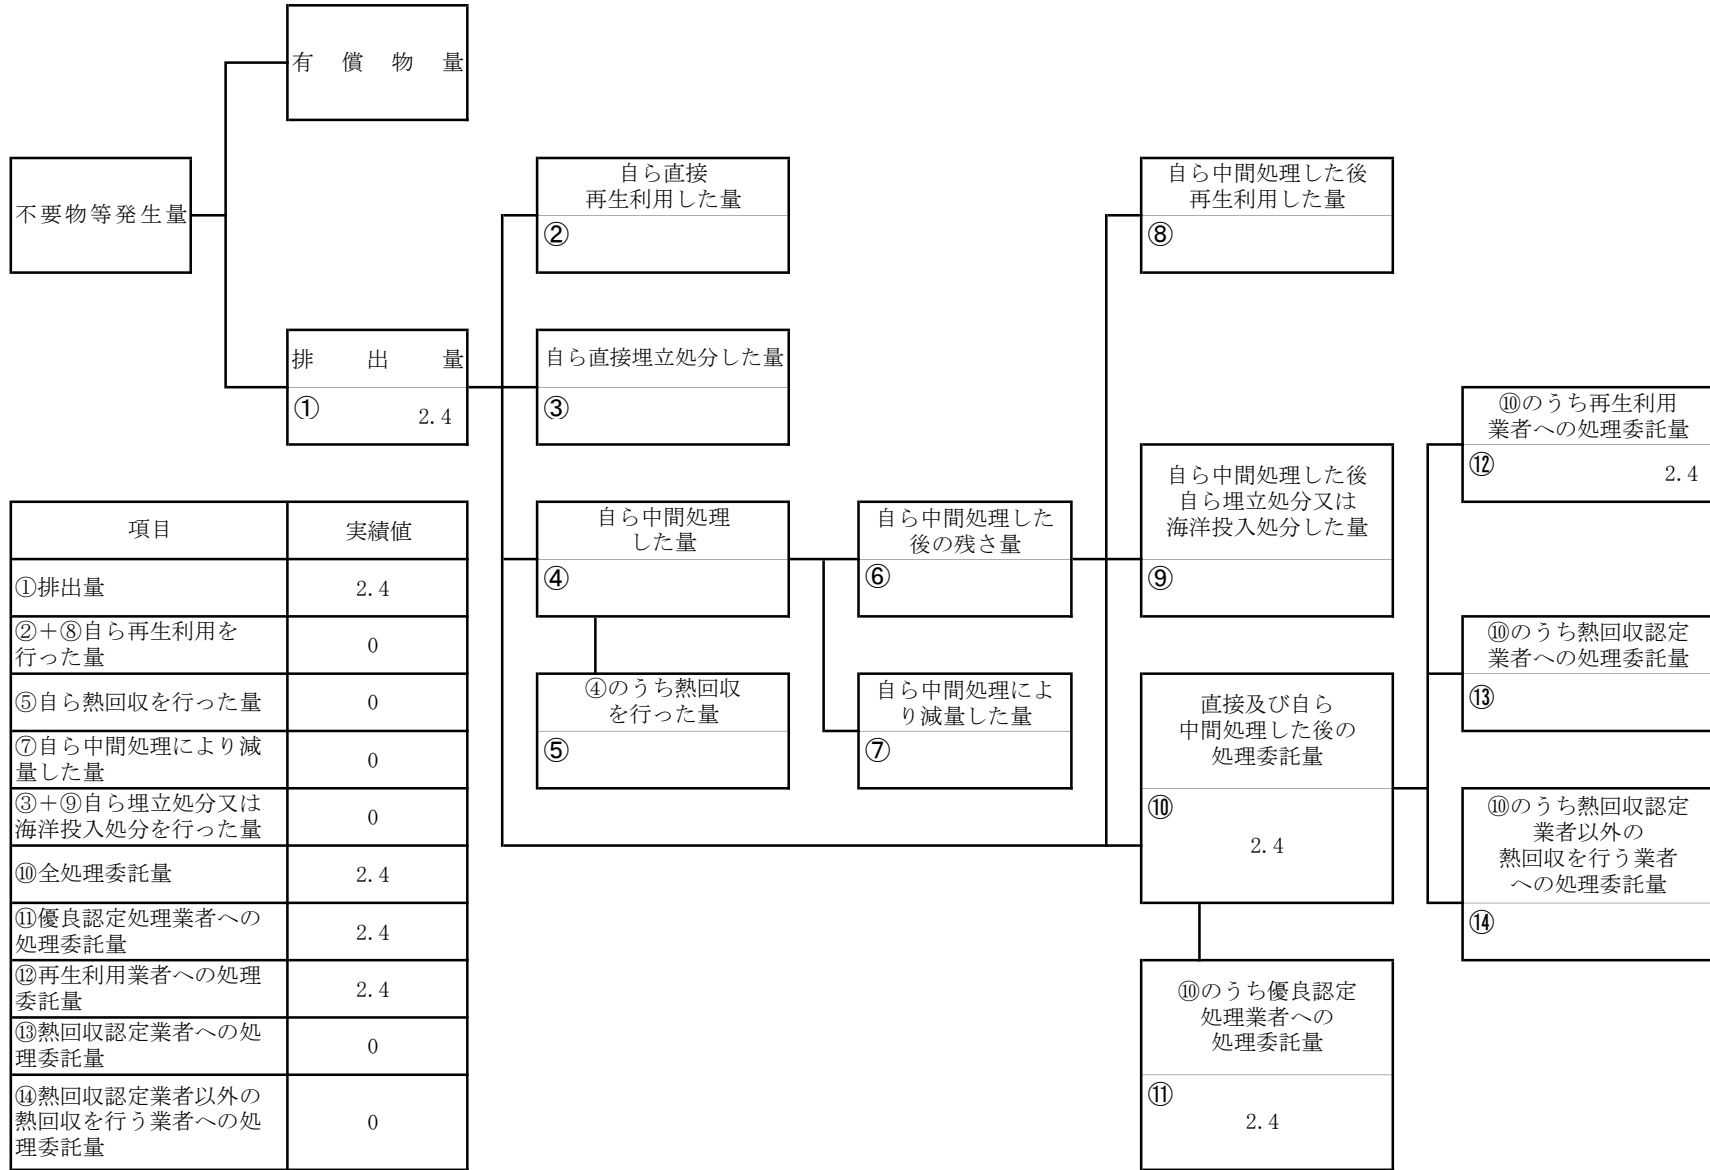 有償物量
不要物等発生量
排出量
①
2.4
自ら直接
再生利用した量
②
自ら直接埋立処分した量
③
自ら中間処理
した量
④
④のうち熱回収
を行った量
⑤
自ら中間処理した
後の残さ量
⑥
自ら中間処理によ
り減量した量
⑦
自ら中間処理した後
再生利用した量
⑧
自ら中間処理した後
自ら埋立処分又は
海洋投入処分した量
⑨
直接及び自ら
中間処理した後の
処理委託量
⑩
2.4
⑩のうち優良認定
処理業者への
処理委託量
⑪
2.4
⑩のうち再生利用
業者への処理委託量
⑫
2.4
⑩のうち熱回収認定
業者への処理委託量
⑬
⑩のうち熱回収認定
業者以外の
熱回収を行う業者
への処理委託量
⑭
項目 実績値
①排出量 2.4
②＋⑧自ら再生利用を
行った量 0
⑤自ら熱回収を行った量 0
⑦自ら中間処理により減
量した量 0
③＋⑨自ら埋立処分又は
海洋投入処分を行った量 0
⑩全処理委託量 2.4
⑪優良認定処理業者への
処理委託量 2.4
⑫再生利用業者への処理
委託量 2.4
⑬熱回収認定業者への処
理委託量 0
⑭熱回収認定業者以外の
熱回収を行う業者への処
理委託量 0